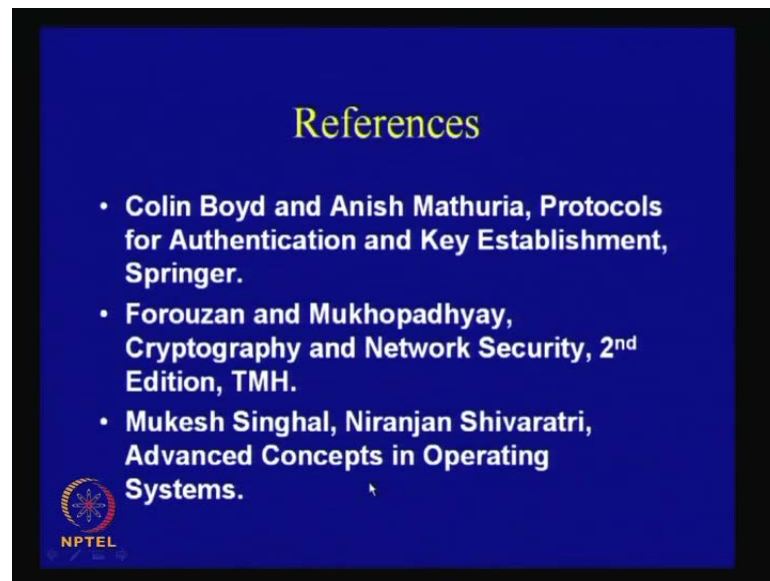 References
• Colin Boyd and Anish Mathuria, Protocols
for Authentication and Key Establishment,
Springer.
• Forouzan and Mukhopadhyay,
Cryptography and Network Security, 2nd
Edition, TMH.
• Mukesh Singhal, Niranjan Shivaratri,
Advanced Concepts in Operating
Systems.
NPTEL